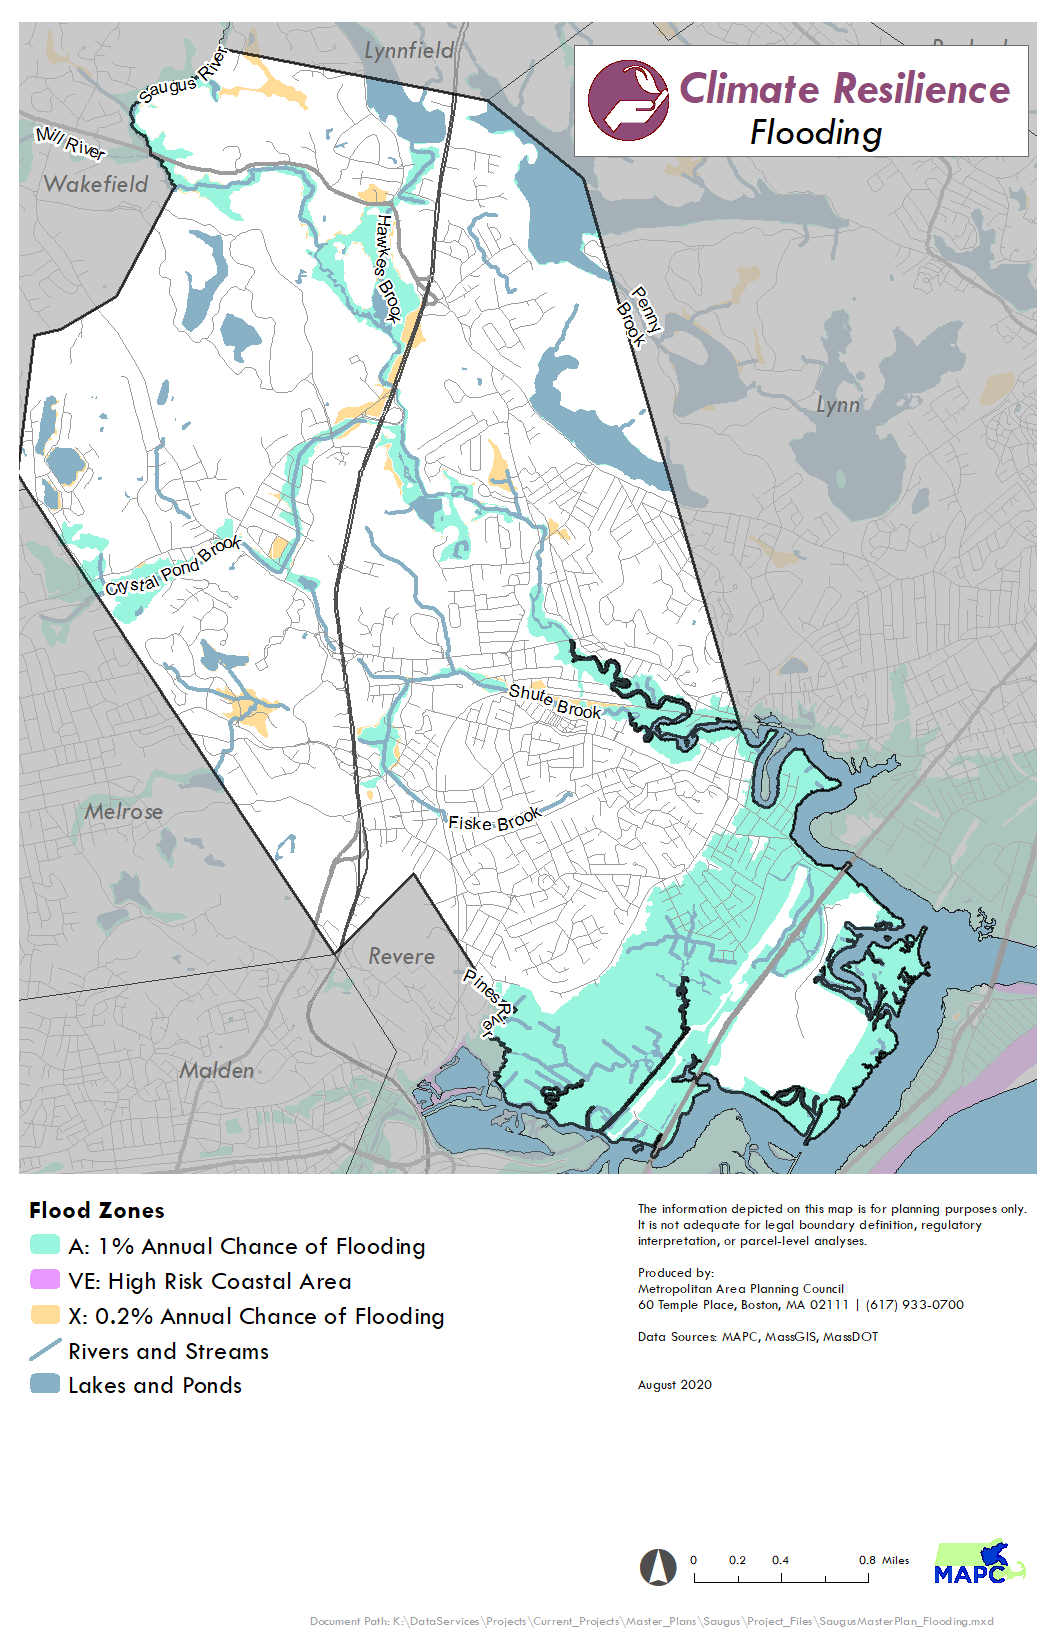 Lynnfield
Climate Resilience
Flooding
Saugus River
Mill River
Wakefield
Hawkes Brook
Penny
Brook
Lynn
Crystal Pond Brook
Shute Brook
Melrose
Fiske Brook
Revere
Pines River
Malden
Flood Zones
A: 1% Annual Chance of Flooding
VE: High Risk Coastal Area
X: 0.2% Annual Chance of Flooding
Rivers and Streams
Lakes and Ponds
The information depicted on this map is for planning purposes only.
It is not adequate for legal boundary definition, regulatory
interpretation, or parcel-level analyses.
Produced by:
Metropolitan Area Planning Council
60 Temple Place, Boston, MA 02111 | (617) 933-0700
Data Sources: MAPC, MassGIS, MassDOT
August 2020
0 0.2 0.4 0.8 Miles
MAPC
Document Path: K:\DataServices\Projects\Current_Projects\Master_Plans\Saugus\Project_Files\SaugusMasterPlan_Flooding.mxd